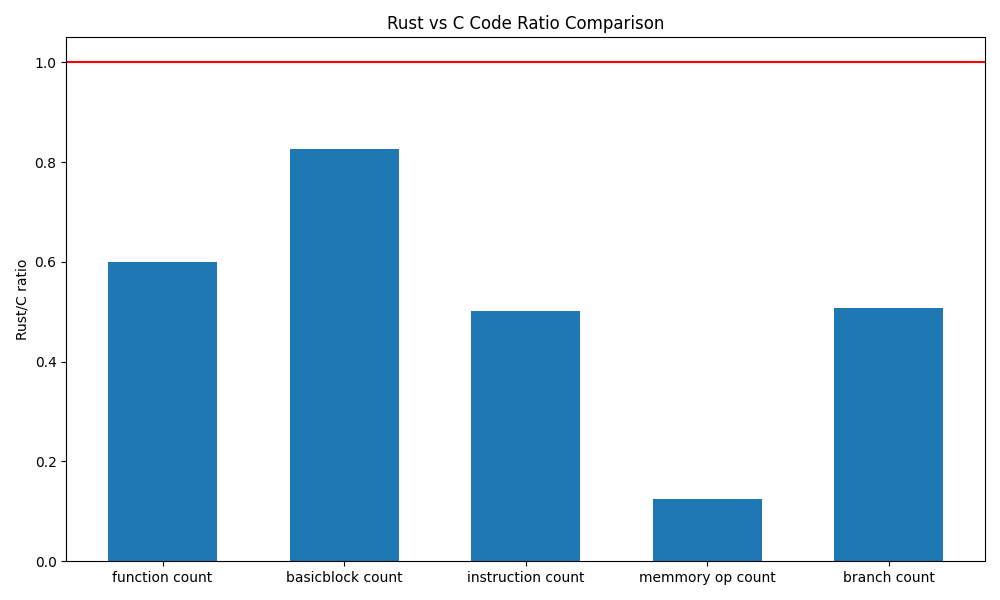 Rust vs C Code Ratio Comparison
Rust/C ratio
1.0
0.8
0.6
0.4
0.2
0.0
function count
basicblock count
instruction count
memmory op count
branch count